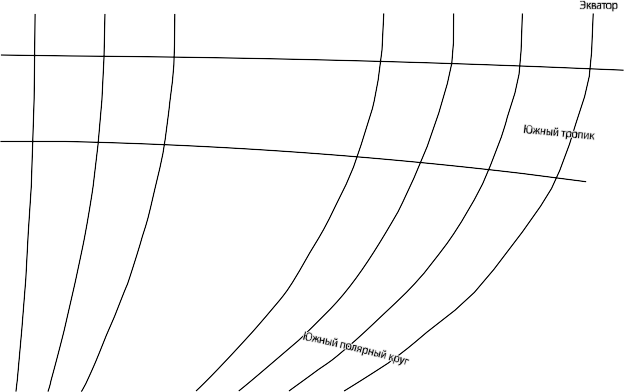 Экватор
Южный тропик
Южный полярный круг